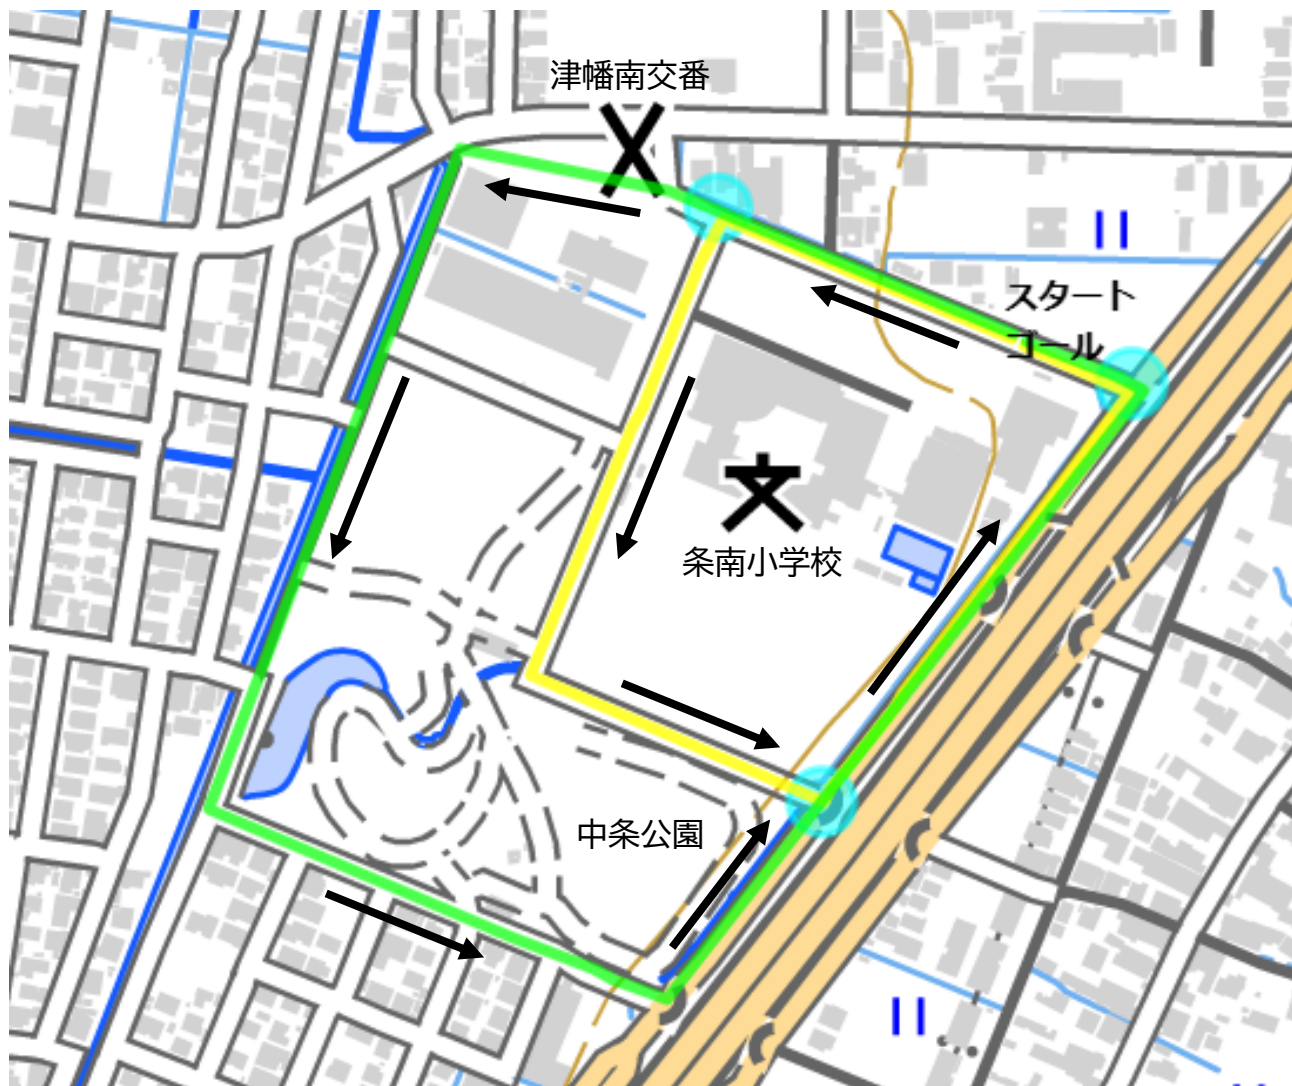 津幡南交番
スタート
ゴール
条南小学校
中条公園